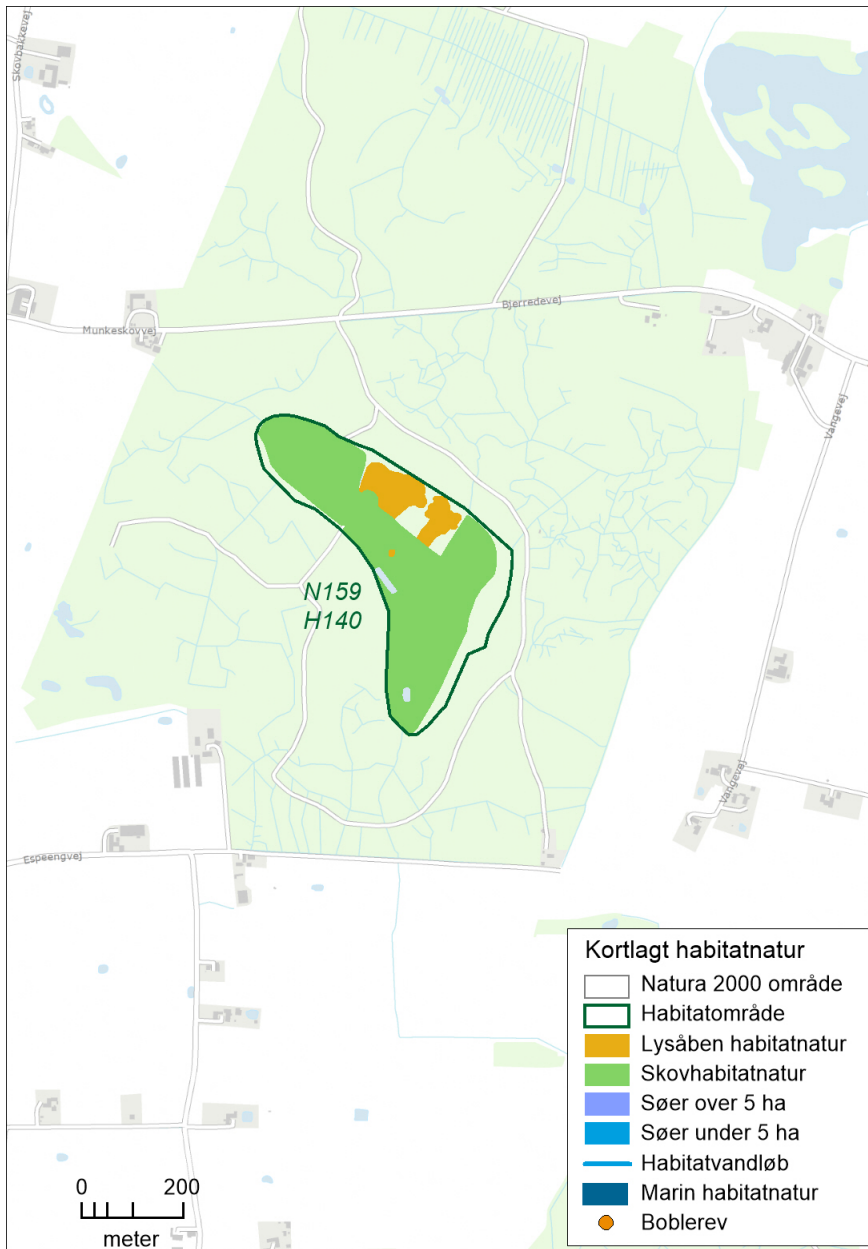 Skovbakkevej
Bjerredevej
Munkeskovvej
Vangevej
N159
H140
Vangevej
Espeengvej
Kortlagt habitatnatur
Natura 2000 område
Habitatområde
Lysåben habitatnatur
Skovhabitatnatur
Søer over 5 ha
Søer under 5 ha
Habitatvandløb
Marin habitatnatur
Boblerev
0 200
meter